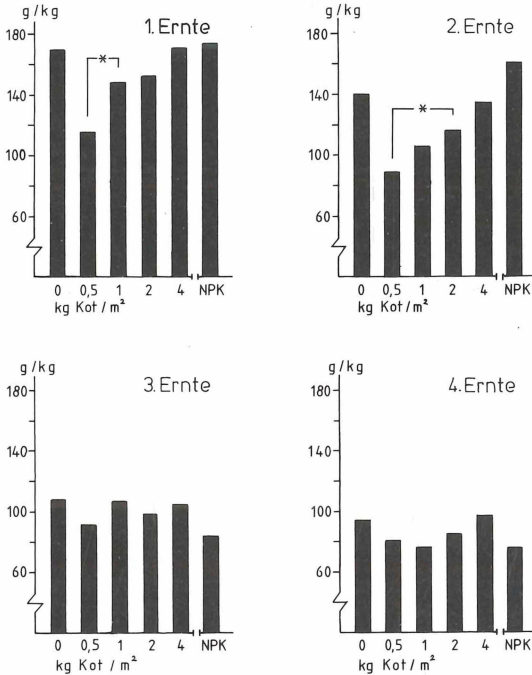 g/kg
1. Ernte
180
140
100
60
*
0 0,5 1 2 4 NPK
kg Kot / m²
g/kg
2. Ernte
180
140
100
60
*
0 0,5 1 2 4 NPK
kg Kot / m²
g/kg
3. Ernte
180
140
100
60
0 0,5 1 2 4 NPK
kg Kot / m²
g/kg
4. Ernte
180
140
100
60
0 0,5 1 2 4 NPK
kg Kot / m²